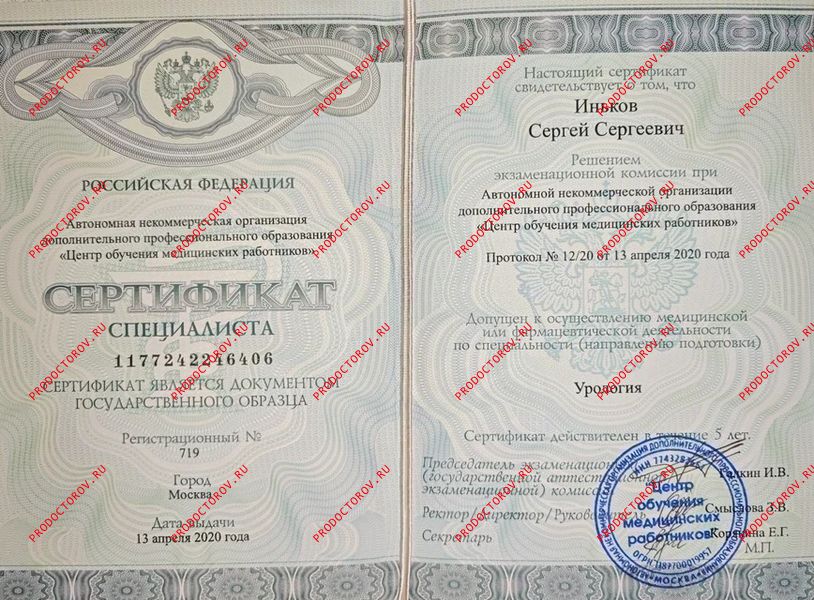 РОССИЙСКАЯ ФЕДЕРАЦИЯ
Автономная некоммерческая организация
дополнительного профессионального образования
«Центр обучения медицинских работников»
СЕРТИФИКАТ
СПЕЦИАЛИСТА
1177242246406
СЕРТИФИКАТ ЯВЛЯЕТСЯ ДОКУМЕНТОМ
ГОСУДАРСТВЕННОГО ОБРАЗЦА
Регистрационный №
719
Город
Москва
Дата выдачи
13 апреля 2020 года
Настоящий сертификат
свидетельствует о том, что
Иньков
Сергей Сергеевич
Решением
экзаменационной комиссии при
Автономной некоммерческой организации
дополнительного профессионального образования
«Центр обучения медицинских работников»
Протокол № 12/20 от 13 апреля 2020 года
Допущен к осуществлению медицинской
или фармацевтической деятельности
по специальности (направлению подготовки)
Урология
Сертификат действителен в течение 5 лет.
Председатель экзаменационной
(государственной аттестационной
экзаменационной) комиссии
Галкин И.В.
Ректор/Директор/Руководитель
Смыслова З.В.
Секретарь
Корякина Е.Г.
М.П.
"Центр
обучения
медицинских
работников"
МОСКВА
PRODOCTOROV.RU